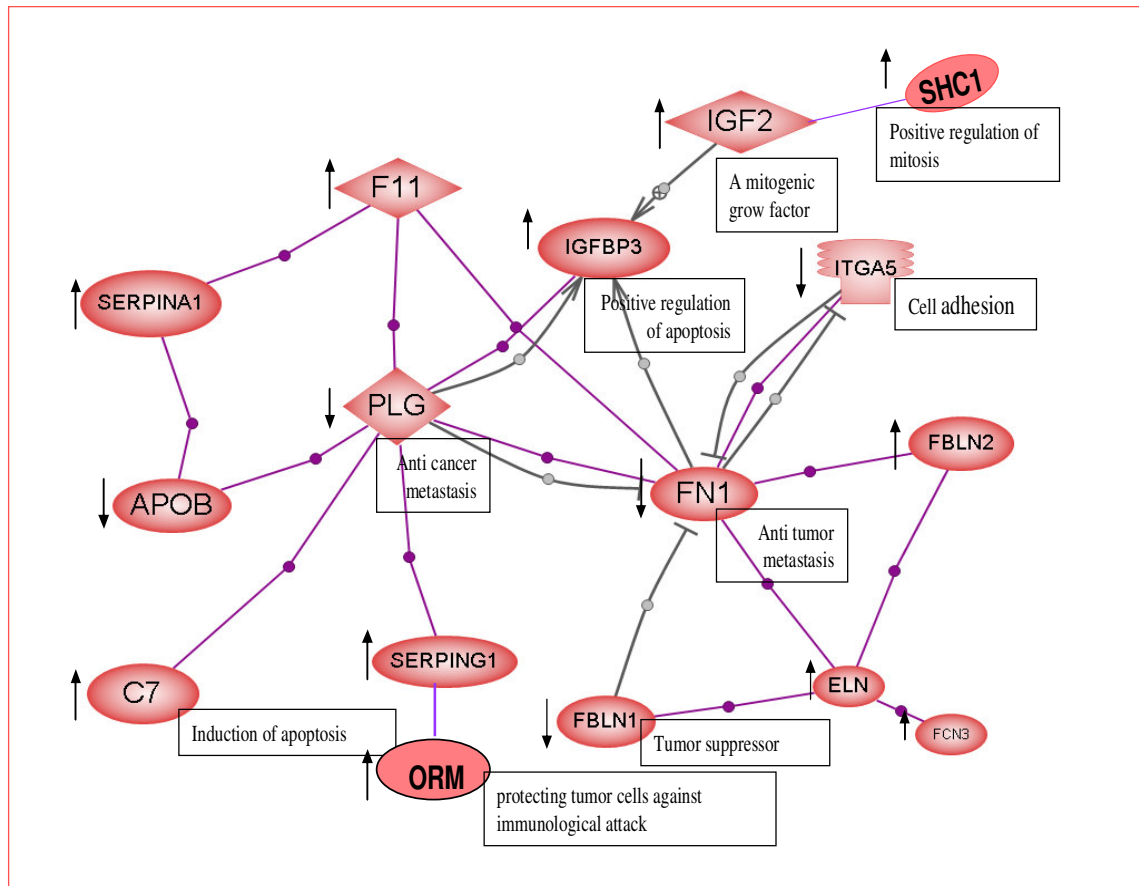 SHC1
IGF2
Positive regulation of
mitosis
F11
A mitogenic
grow factor
IGFBP3
ITGA5
SERPINA1
Positive regulation
of apoptosis
Cell adhesion
PLG
FBLN2
Anti cancer
metastasis
APOB
FN1
Anti tumor
metastasis
SERPING1
C7
ELN
Induction of apoptosis
FBLN1
Tumor suppressor
FCN3
ORM
protecting tumor cells against
immunological attack